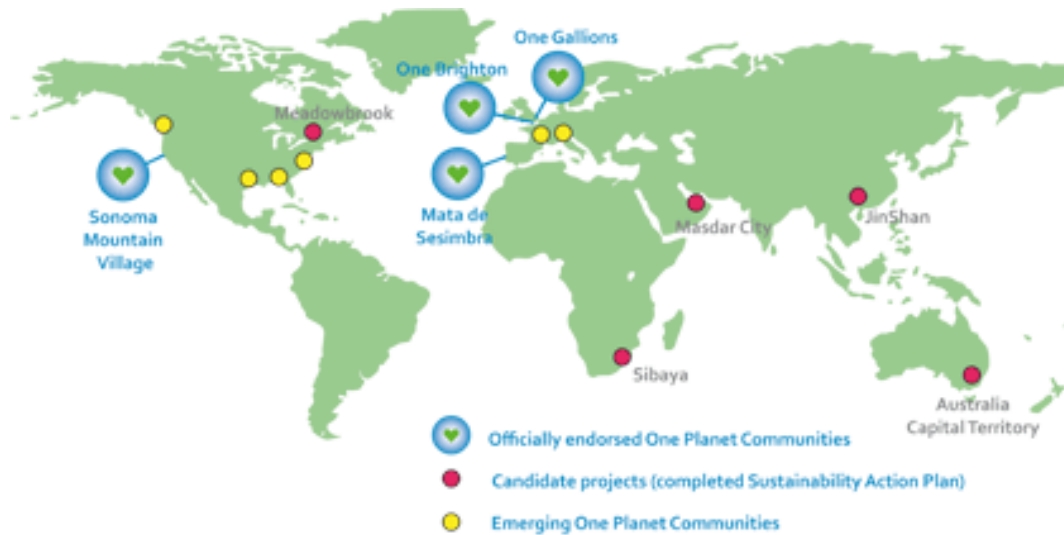 One Gallions
One Brighton
Meadowbrook
Sonoma
Mountain
Village
Mata de
Sesimbra
Masdar City
JinShan
Sibaya
Australia
Capital Territory
Officially endorsed One Planet Communities
Candidate projects (completed Sustainability Action Plan)
Emerging One Planet Communities